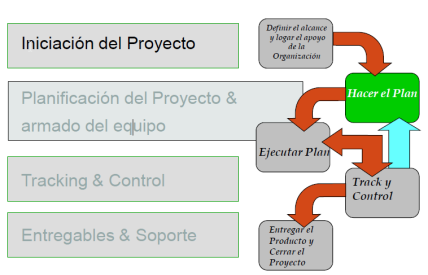 Iniciación del Proyecto
Planificación del Proyecto &
armado del equipo
Tracking & Control
Entregables & Soporte
Definir el alcance
y logar el apoyo
de la
Organización
Hacer el Plan
Ejecutar Plan
Track y
Control
Entregar el
Producto y
Cerrar el
Proyecto